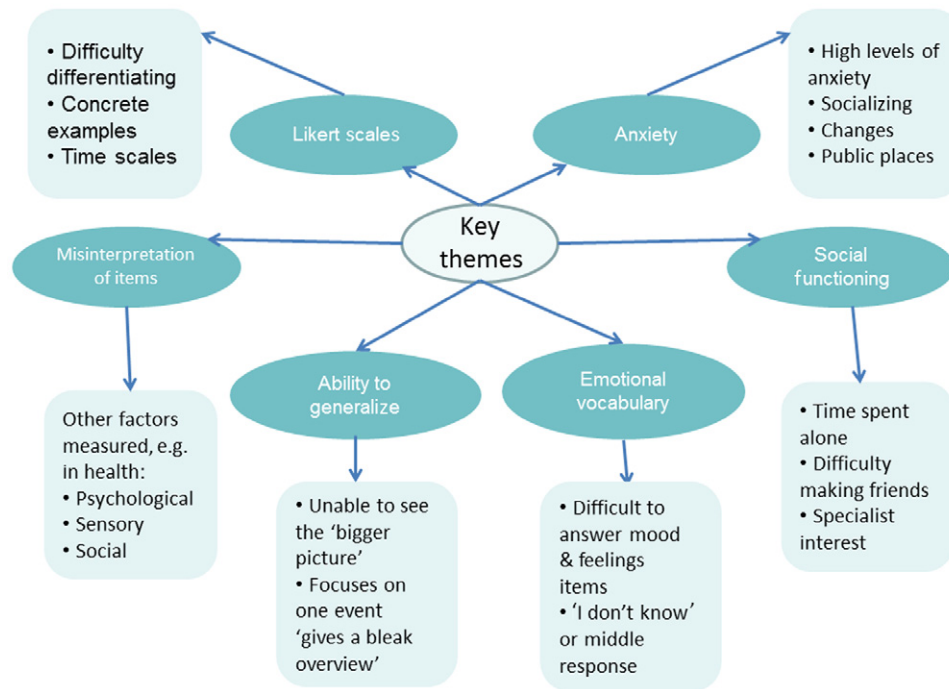 • Difficulty
differentiating
• Concrete
examples
• Time scales
Likert scales
Anxiety
• High levels of
anxiety
• Socializing
• Changes
• Public places
Key
themes
Misinterpretation
of items
Social
functioning
Ability to
generalize
Emotional
vocabulary
Other factors
measured, e.g.
in health:
• Psychological
• Sensory
• Social
• Unable to see
the ‘bigger
picture’
• Focuses on
one event
‘gives a bleak
overview’
• Difficult to
answer mood
& feelings
items
• ‘I don’t know’
or middle
response
• Time spent
alone
• Difficulty
making friends
• Specialist
interest